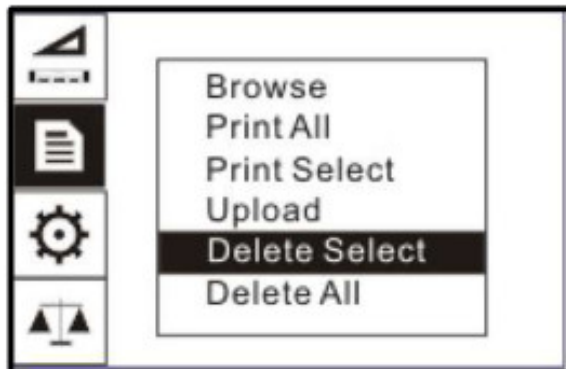 Browse
Print All
Print Select
Upload
Delete Select
Delete All